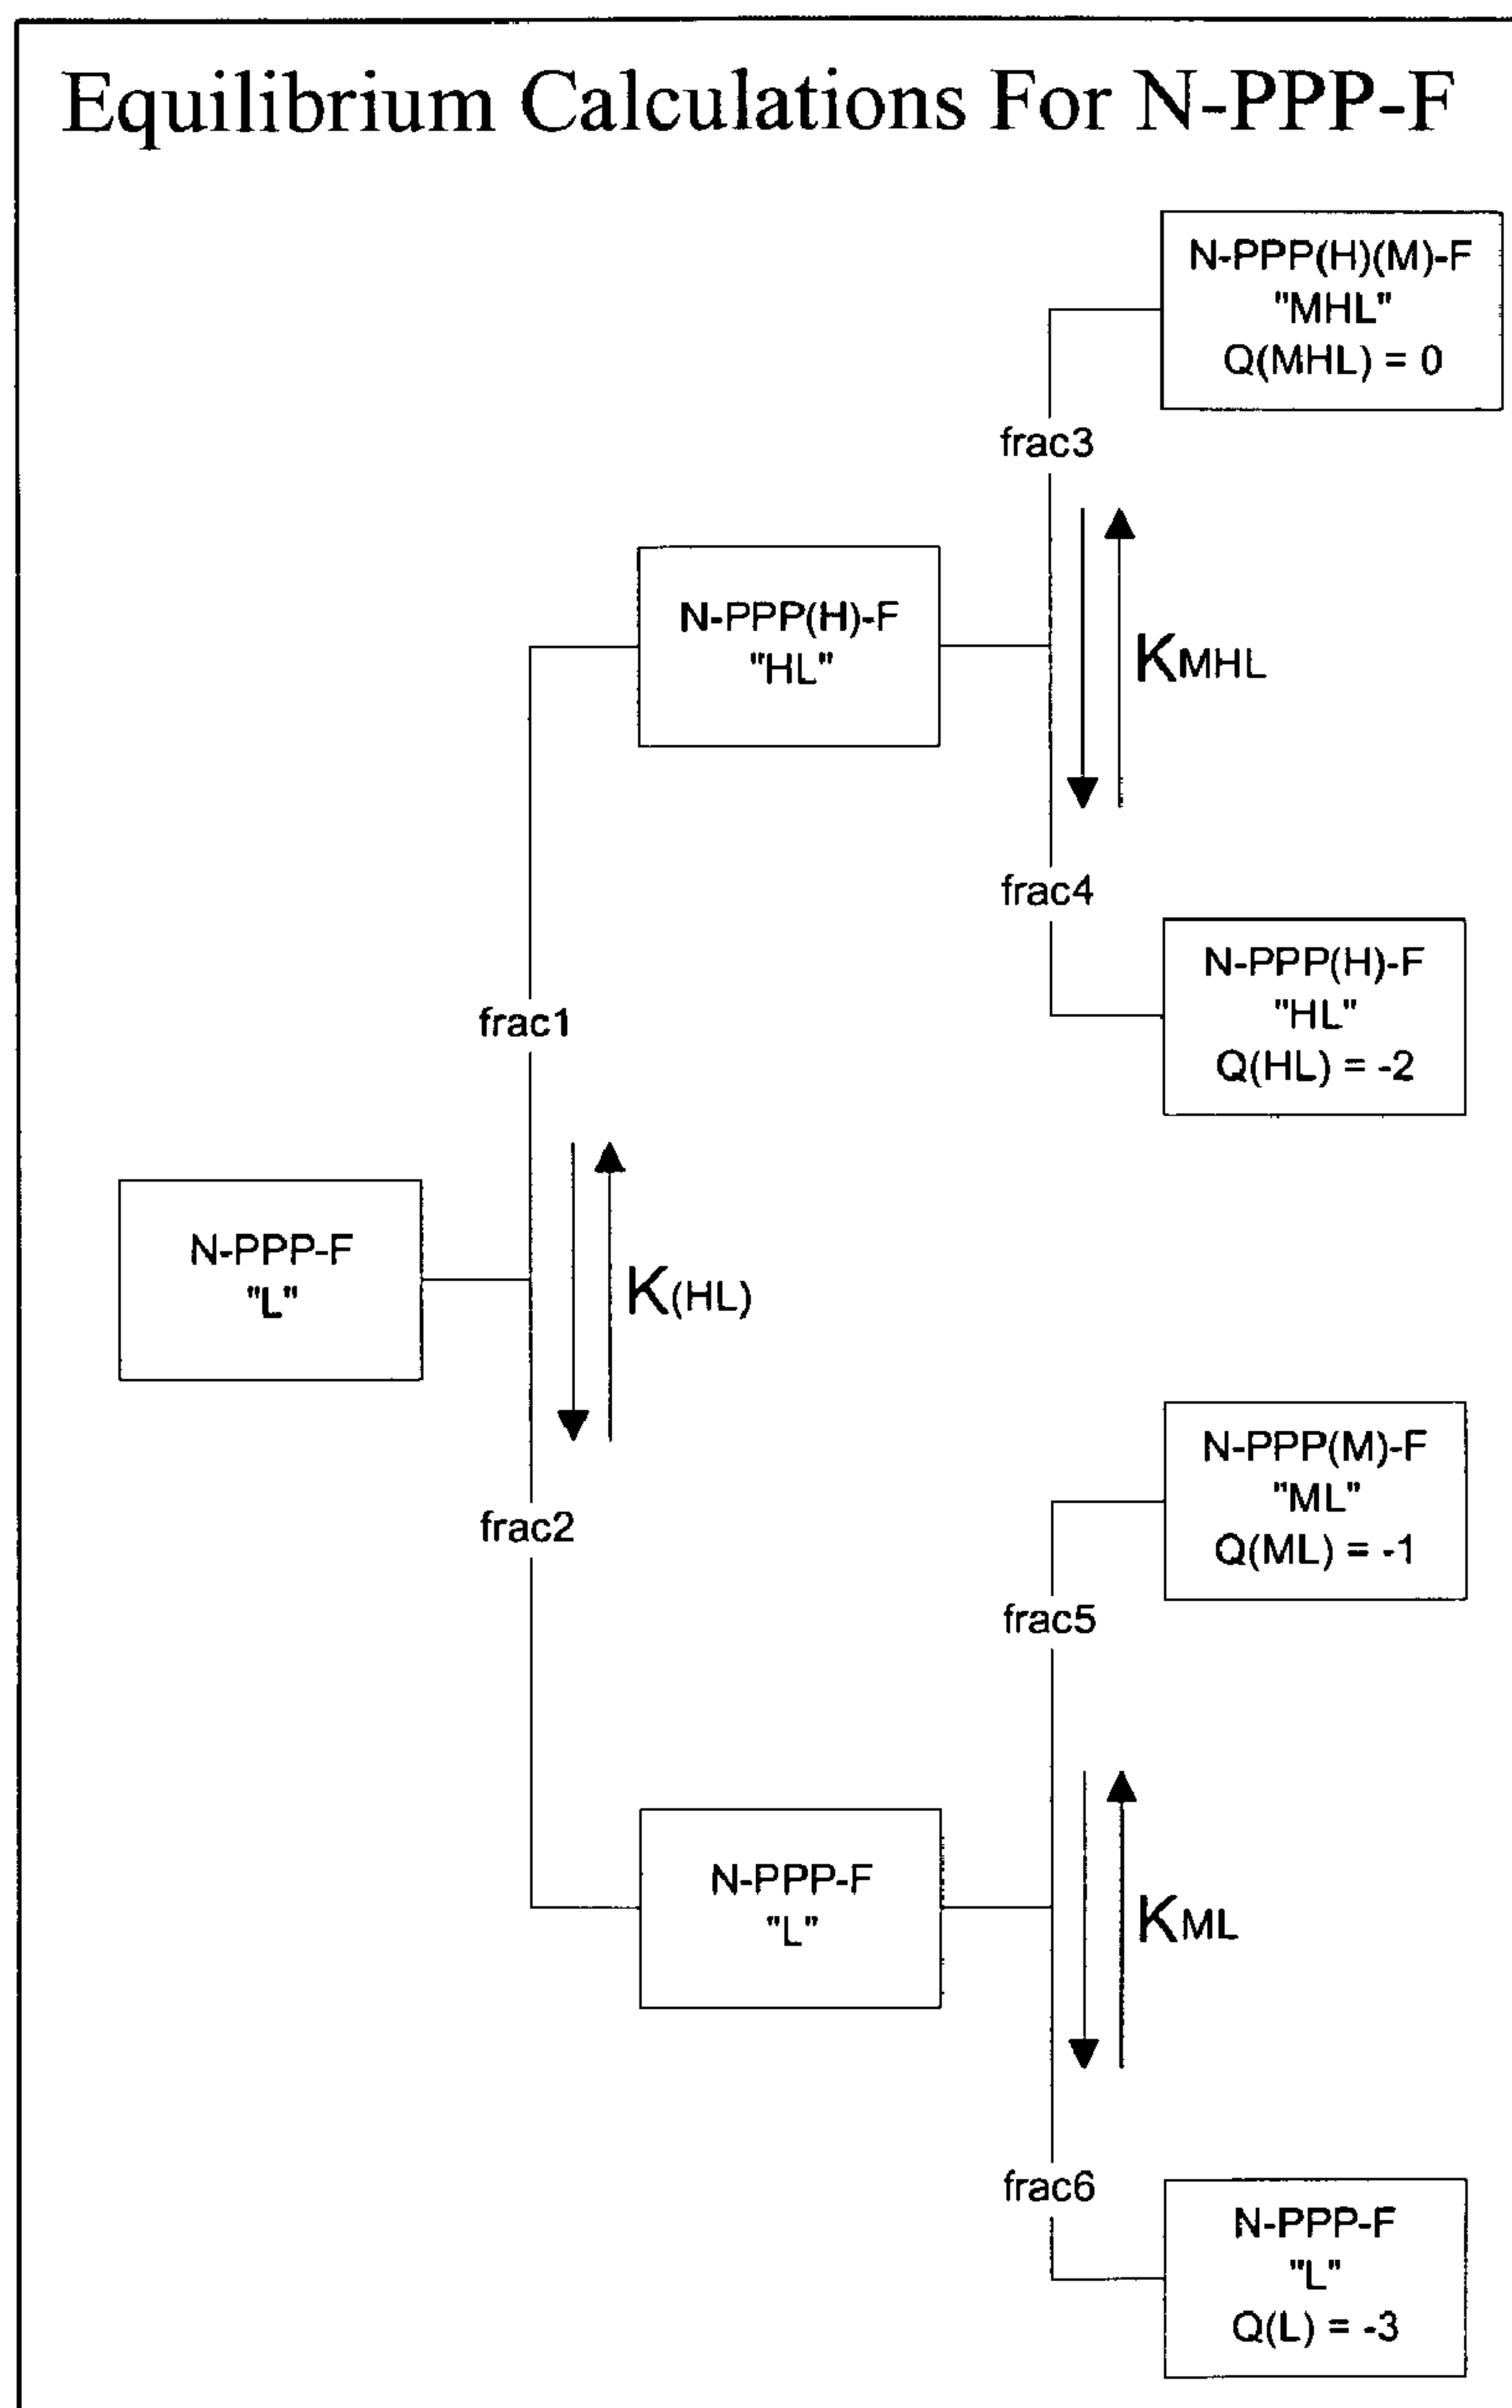 Equilibrium Calculations For N-PPP-F
N-PPP(H)(M)-F
"MHL"
Q(MHL) = 0
frac3
N-PPP(H)-F
"HL"
KMHL
frac4
N-PPP(H)-F
"HL"
Q(HL) = -2
frac1
N-PPP-F
"L"
K(HL)
N-PPP(M)-F
"ML"
Q(ML) = -1
frac2
frac5
N-PPP-F
"L"
KML
frac6
N-PPP-F
"L"
Q(L) = -3